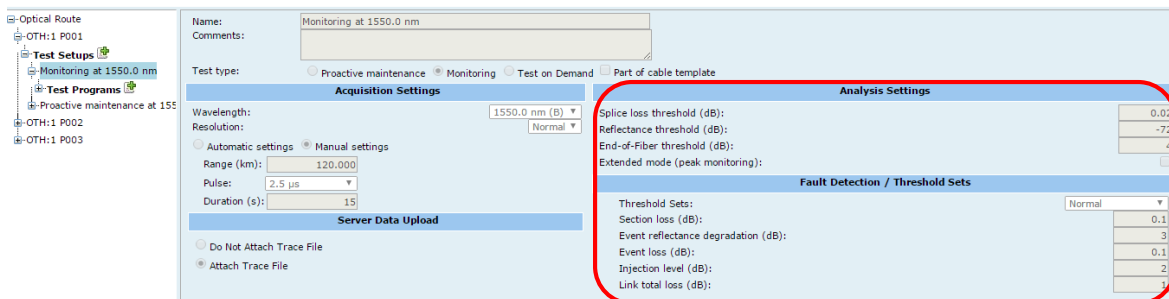 Optical Route
OTH:1 P001
Test Setups
Monitoring at 1550.0 nm
Test Programs
Proactive maintenance at 155
OTH:1 P002
OTH:1 P003
Name: Monitoring at 1550.0 nm
Comments:
Test type: Proactive maintenance Monitoring Test on Demand Part of cable template
Acquisition Settings
Wavelength: 1550.0 nm (B)
Resolution: Normal
Automatic settings Manual settings
Range (km): 120.000
Pulse: 2.5 µs
Duration (s): 15
Server Data Upload
Do Not Attach Trace File
Attach Trace File
Analysis Settings
Splice loss threshold (dB): 0.02
Reflectance threshold (dB): -72
End-of-Fiber threshold (dB): 4
Extended mode (peak monitoring):
Fault Detection / Threshold Sets
Threshold Sets: Normal
Section loss (dB): 0.1
Event reflectance degradation (dB): 3
Event loss (dB): 0.1
Injection level (dB): 2
Link total loss (dB): 1